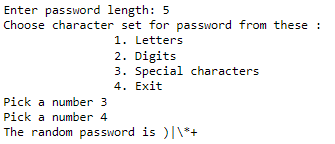 Enter password length: 5
Choose character set for password from these :
1. Letters
2. Digits
3. Special characters
4. Exit
Pick a number 3
Pick a number 4
The random password is )|\*+